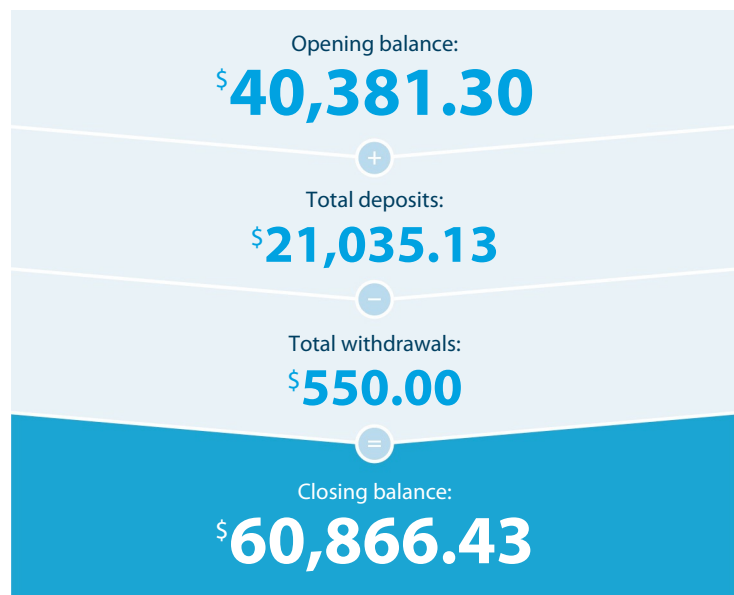 Opening balance:
$40,381.30
+
Total deposits:
$21,035.13
–
Total withdrawals:
$550.00
=
Closing balance:
$60,866.43